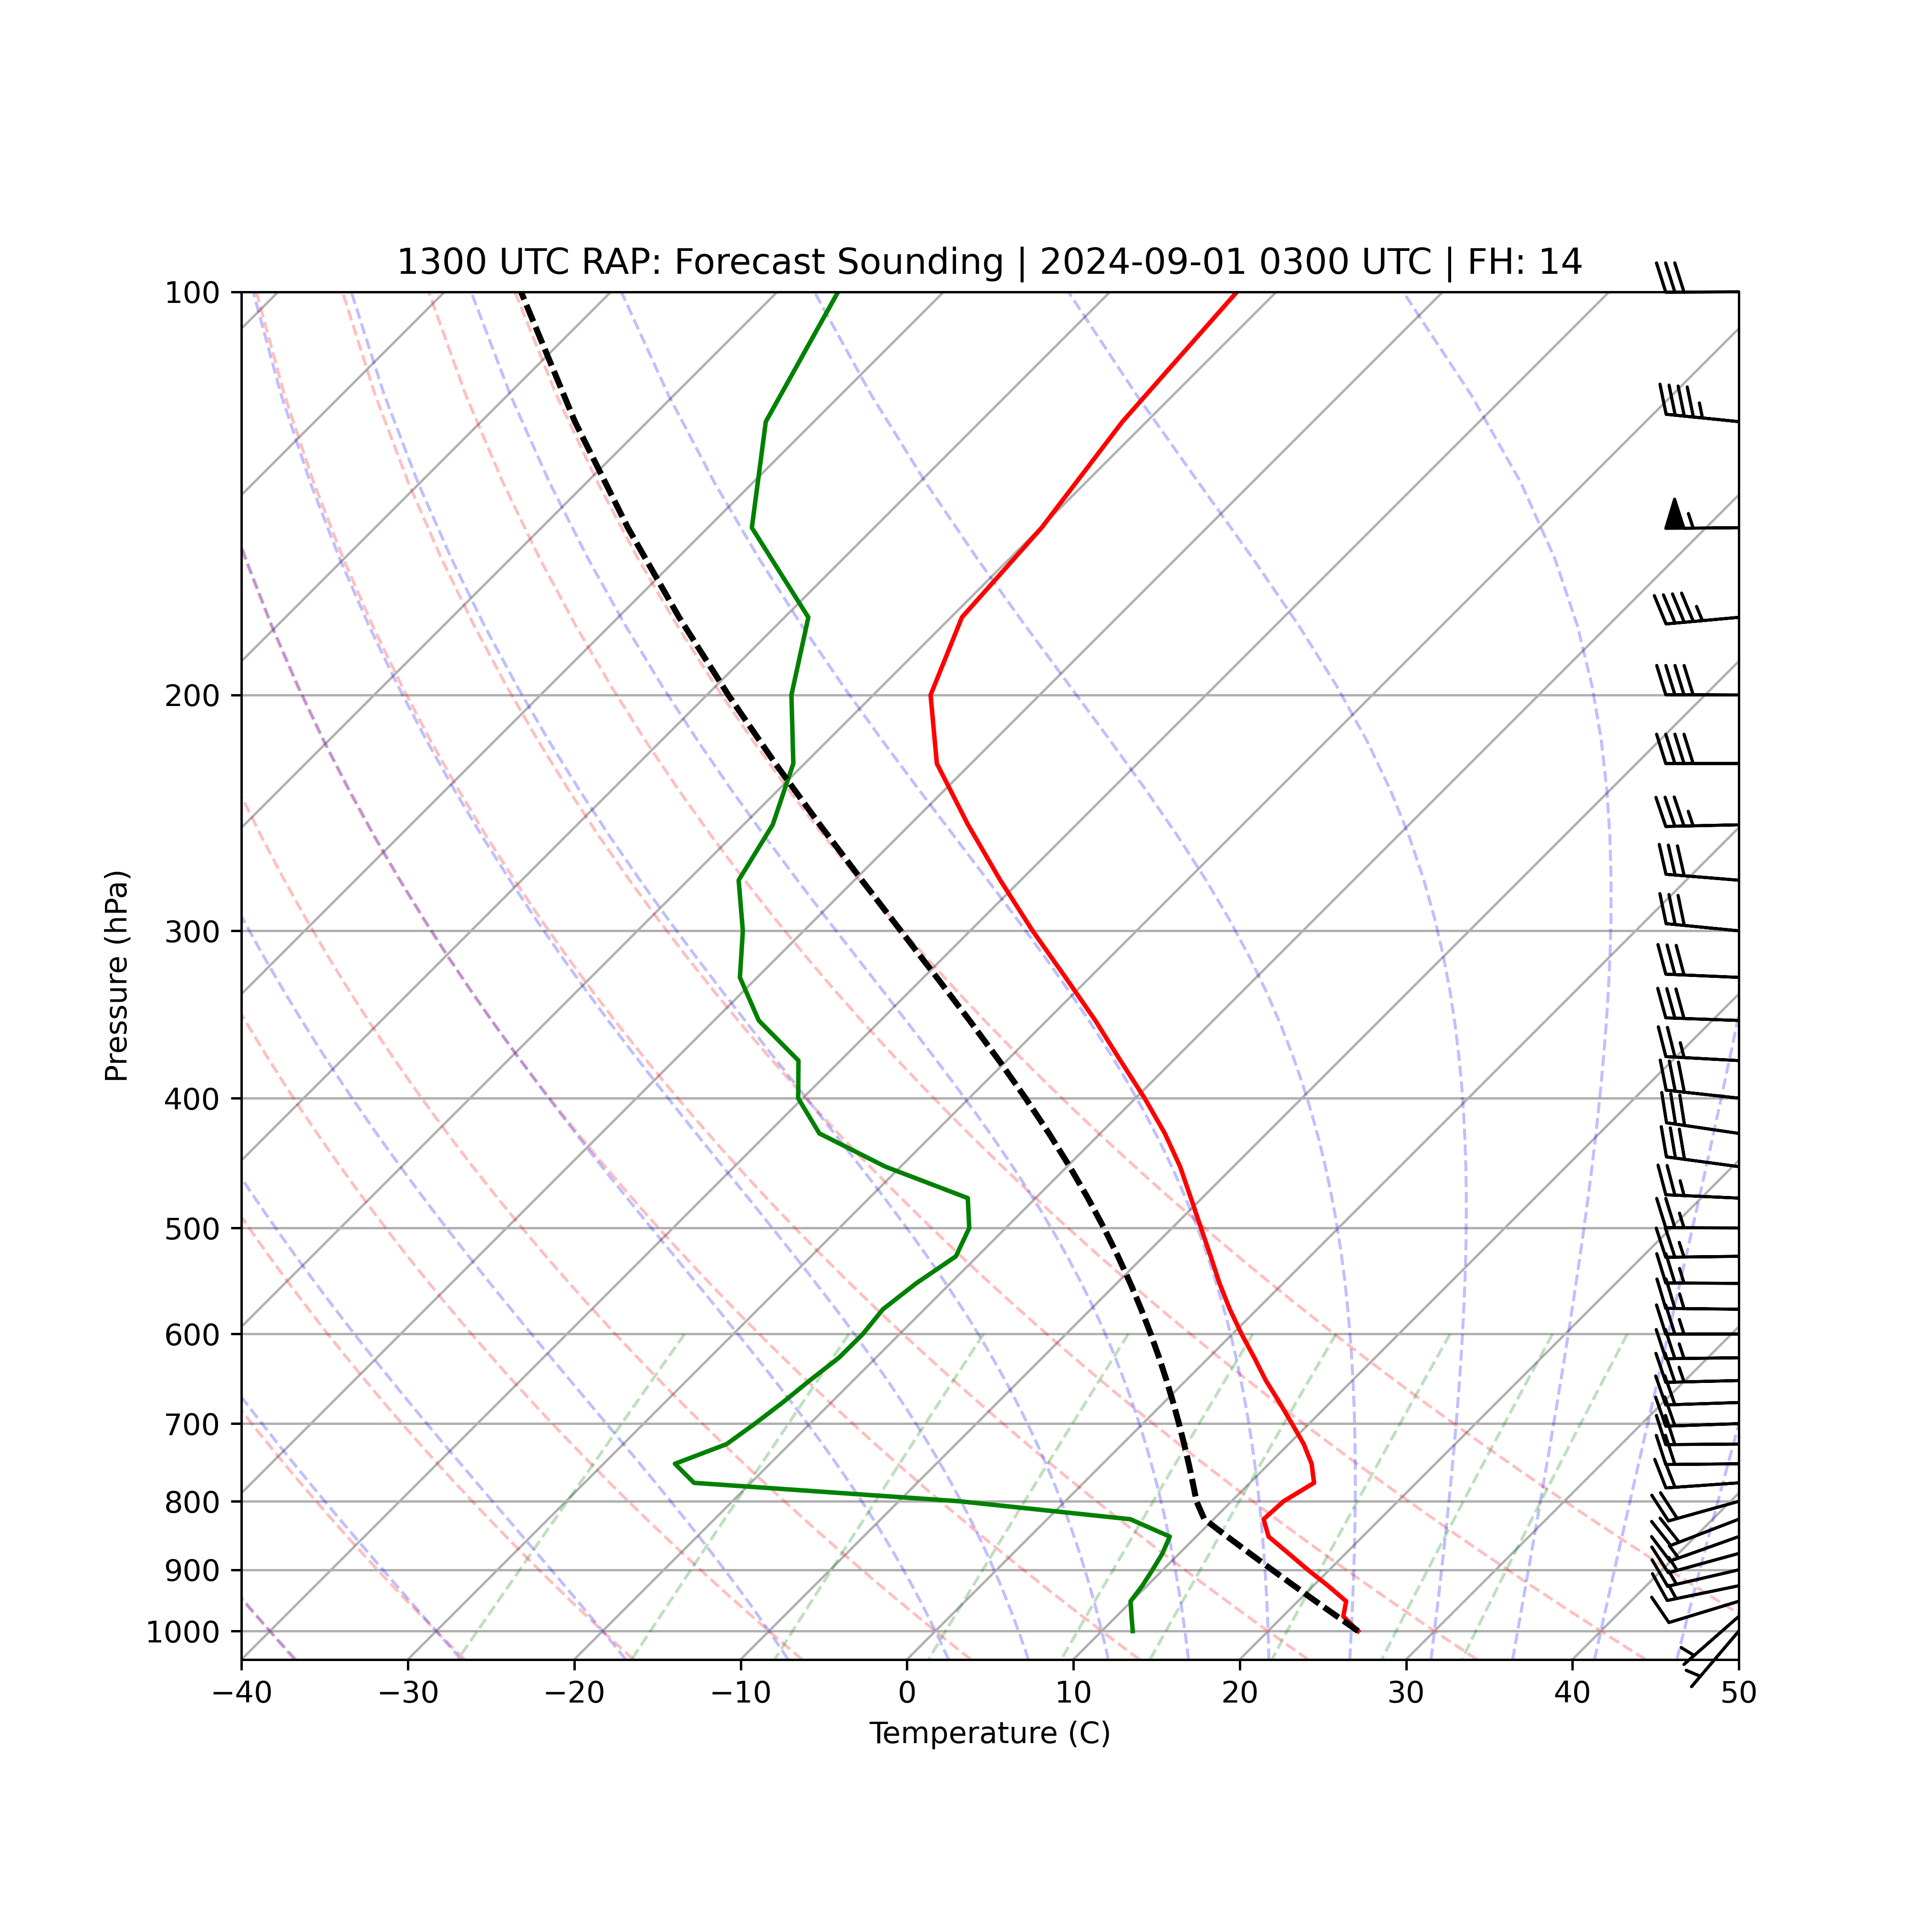 1300 UTC RAP: Forecast Sounding | 2024-09-01 0300 UTC | FH: 14
100
200
300
400
500
600
700
800
900
1000
Pressure (hPa)
−40 −30 −20 −10 0 10 20 30 40 50
Temperature (C)